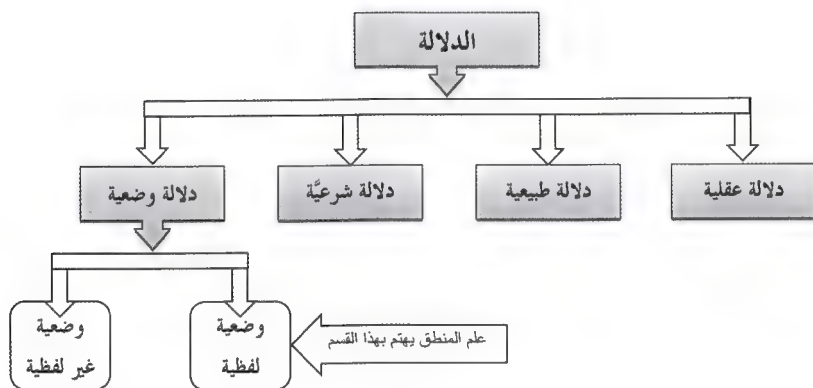 الدلالة
دلالة عقلية
دلالة طبيعية
دلالة شرعيَّة
دلالة وضعية
علم المنطق يهتم بهذا القسم
وضعية
لفظية
وضعية
غير لفظية